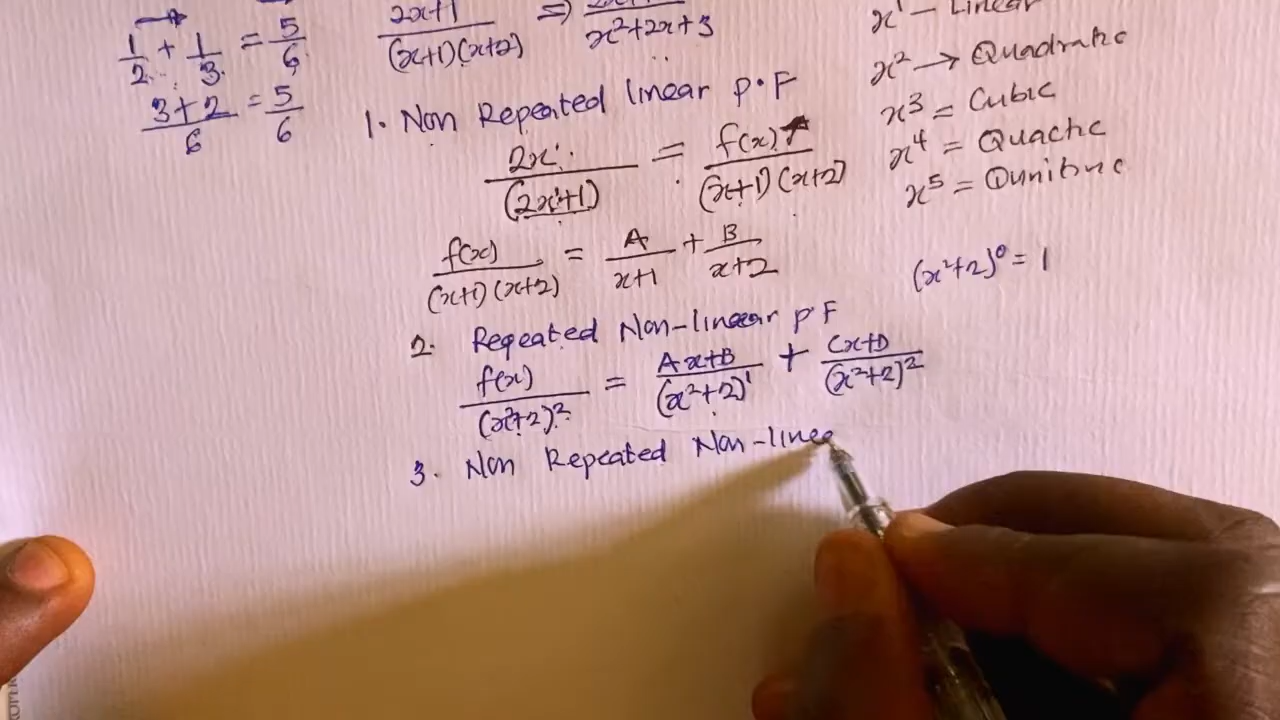 1/2 + 1/3 = 5/6
(3+2)/6 = 5/6
2x+1/(x+1)(x+2) ⇒ /x²+2x+3
1. Non Repeated linear P.F
2x/(2x+1) = f(x)/(x+1)(x+2)
f(x)/(x+1)(x+2) = A/x+1 + B/x+2
2. Repeated Non-linear P.F
f(x)/(x²+2)² = Ax+B/(x²+2)¹ + Cx+D/(x²+2)²
3. Non Repeated Non-linea
x¹ – Linear
x² → Quadratic
x³ = Cubic
x⁴ =
x⁵ =
(x²+2)⁰ = 1